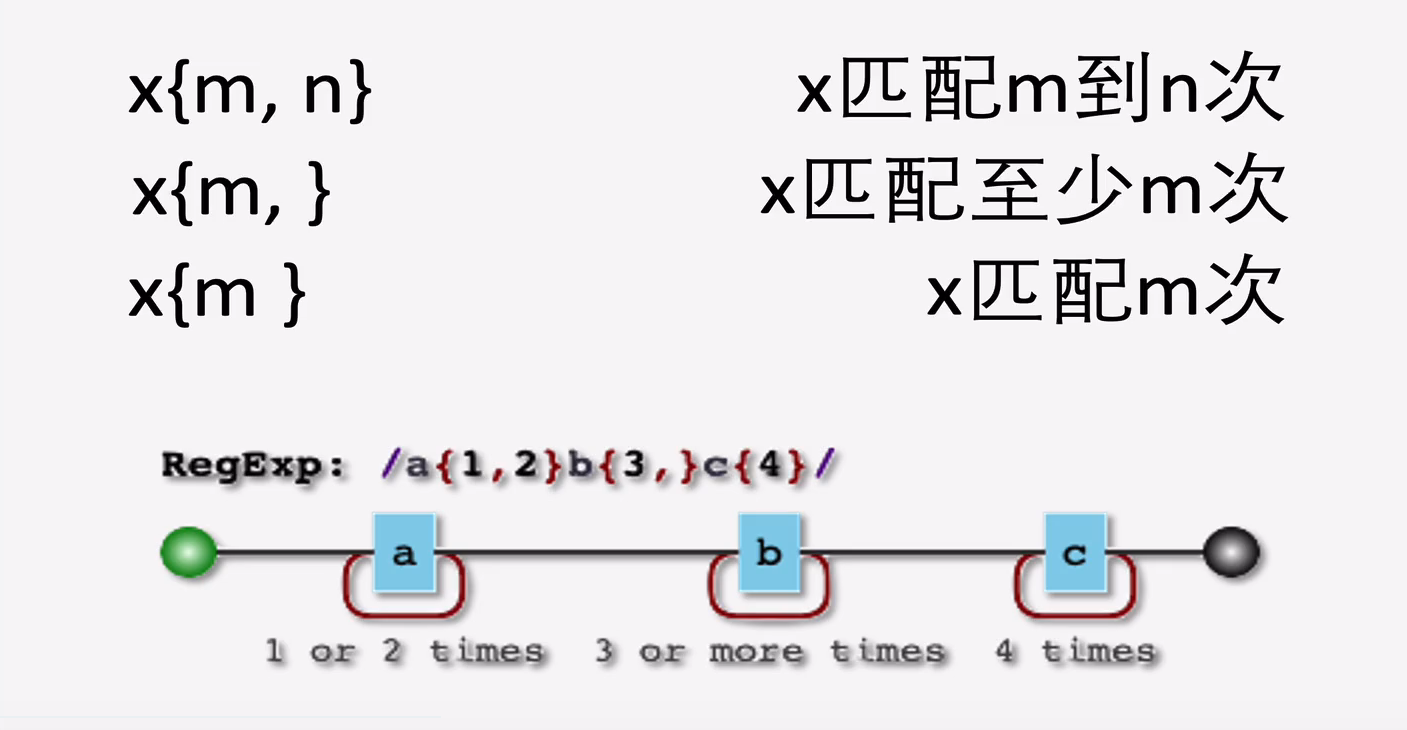 x{m, n} x匹配m到n次
x{m, } x匹配至少m次
x{m } x匹配m次
RegExp: /a{1,2}b{3,}c{4}/
a b c
1 or 2 times 3 or more times 4 times